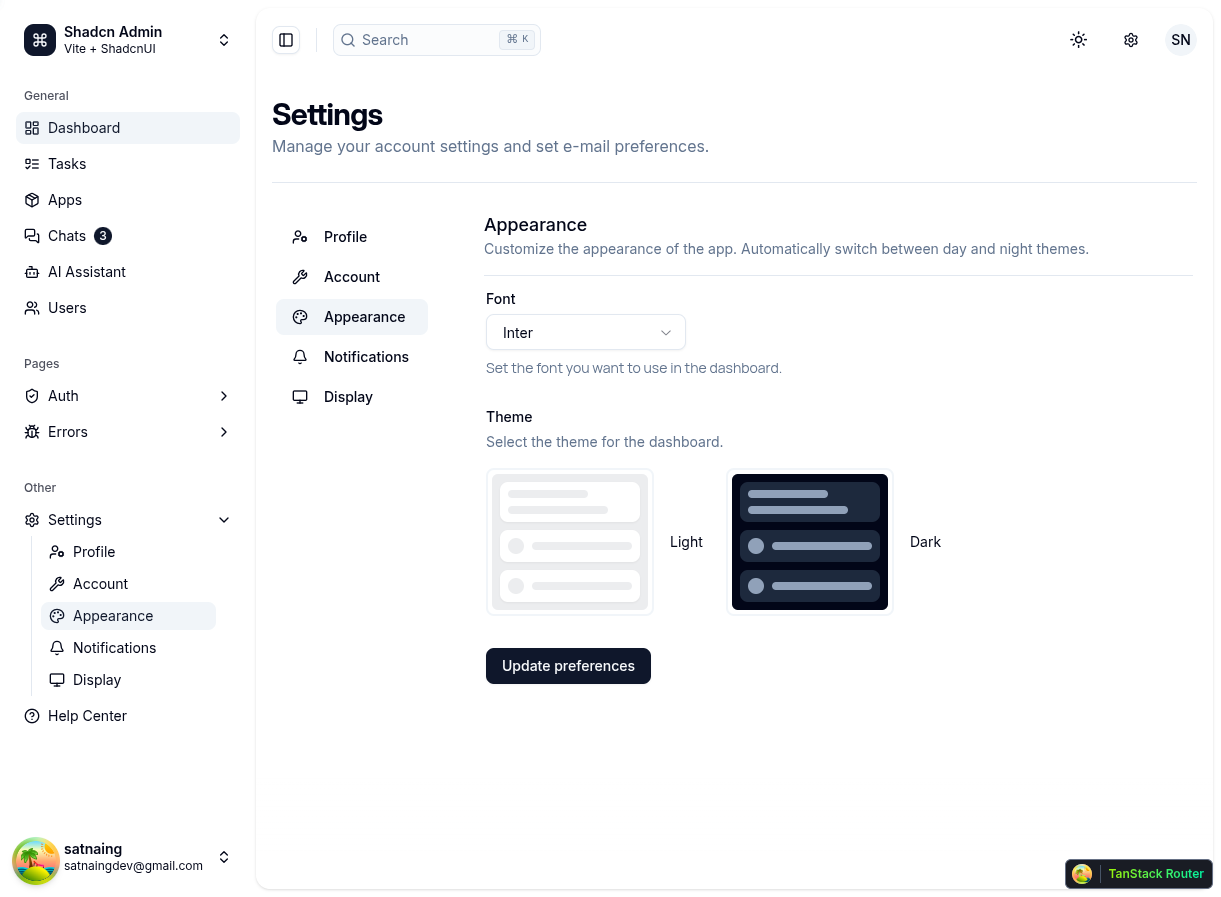 Shadcn Admin
Vite + ShadcnUI
General
Dashboard
Tasks
Apps
Chats 3
AI Assistant
Users
Pages
Auth
Errors
Other
Settings
Profile
Account
Appearance
Notifications
Display
Help Center
satnaing
satnaingdev@gmail.com
Search ⌘ K
SN
Settings
Manage your account settings and set e-mail preferences.
Profile
Account
Appearance
Notifications
Display
Appearance
Customize the appearance of the app. Automatically switch between day and night themes.
Font
Inter
Set the font you want to use in the dashboard.
Theme
Select the theme for the dashboard.
Light
Dark
Update preferences
TanStack Router